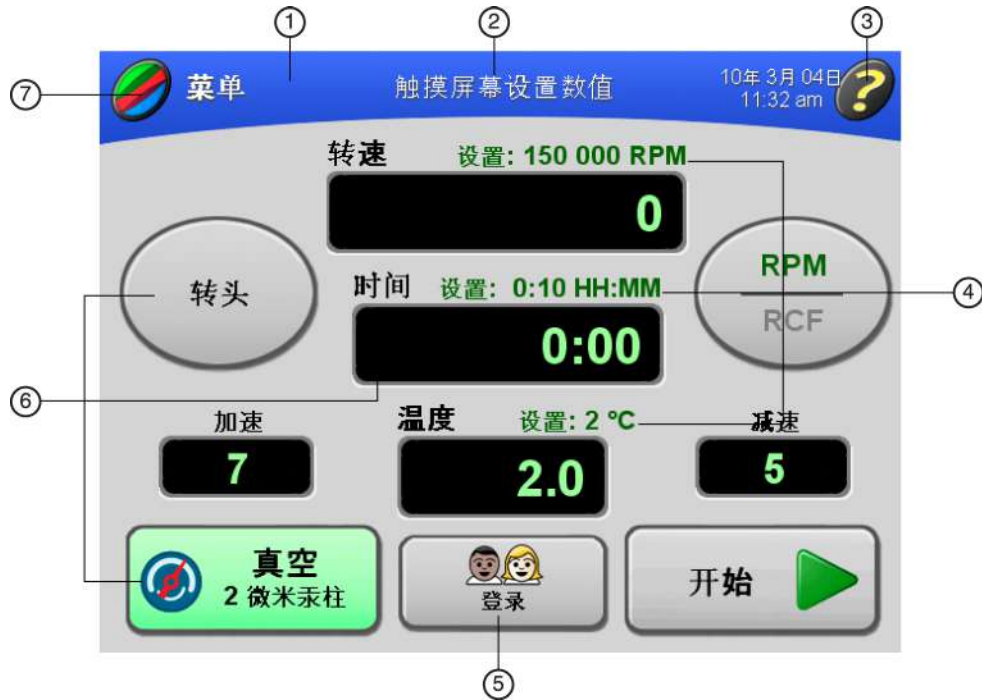 ① ② ③
⑦ 菜单 触摸屏幕设置数值 10年 3月 04日 ?
11:32 am
转速 设置: 150 000 RPM
0
转头
RPM
RCF
时间 设置: 0:10 HH:MM ④
0:00
⑥
加速 温度 设置: 2 °C 减速
7 2.0 5
真空
2 微米汞柱
登录
开始
⑤